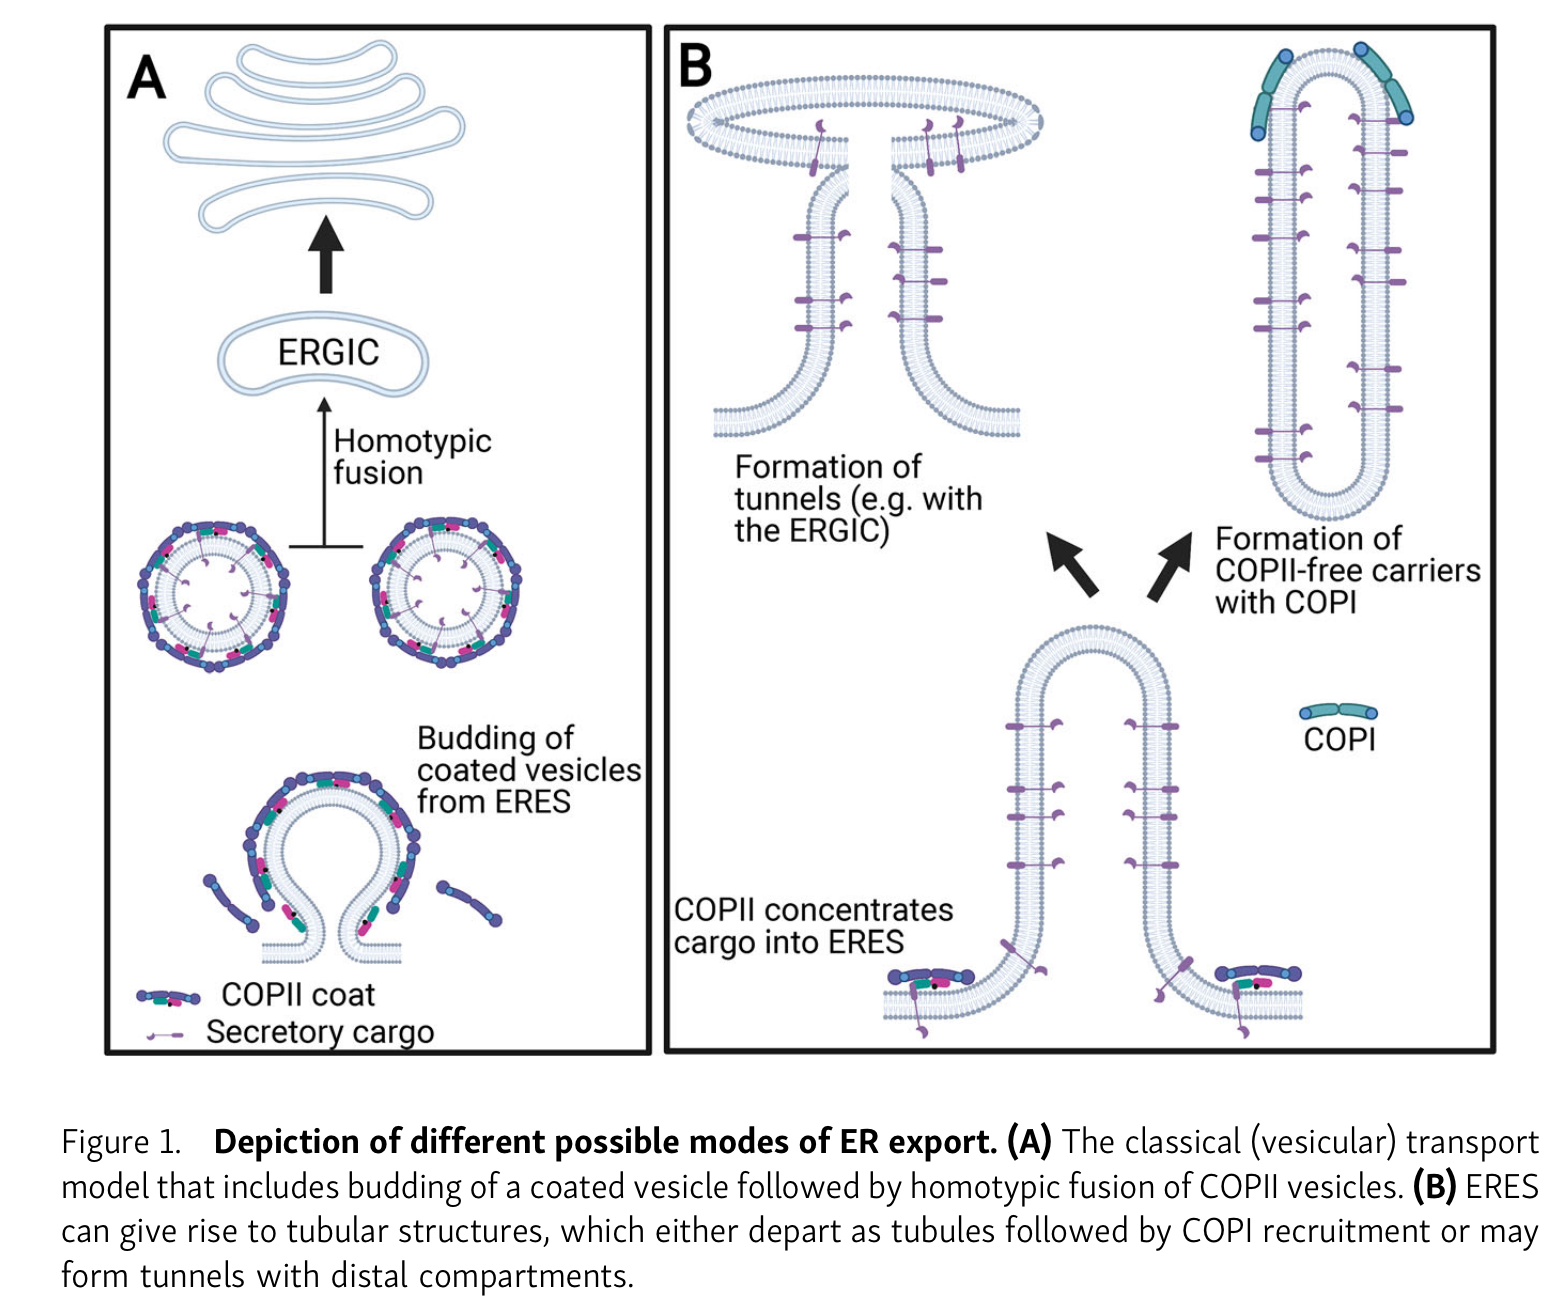 A
ERGIC
Homotypic
fusion
Budding of
coated vesicles
from ERES
COPII coat
Secretory cargo
B
Formation of
tunnels (e.g. with
the ERGIC)
Formation of
COPII-free carriers
with COPI
COPI
COPII concentrates
cargo into ERES
Figure 1. Depiction of different possible modes of ER export. (A) The classical (vesicular) transport
model that includes budding of a coated vesicle followed by homotypic fusion of COPII vesicles. (B) ERES
can give rise to tubular structures, which either depart as tubules followed by COPI recruitment or may
form tunnels with distal compartments.